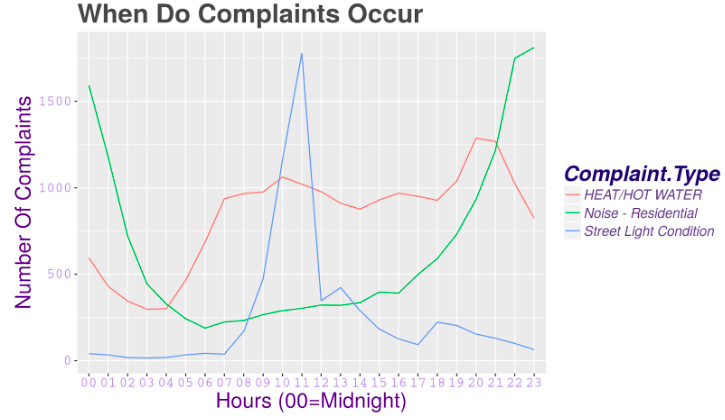 When Do Complaints Occur
Number Of Complaints
1500
1000
500
0
00 01 02 03 04 05 06 07 08 09 10 11 12 13 14 15 16 17 18 19 20 21 22 23
Hours (00=Midnight)
Complaint.Type
HEAT/HOT WATER
Noise - Residential
Street Light Condition